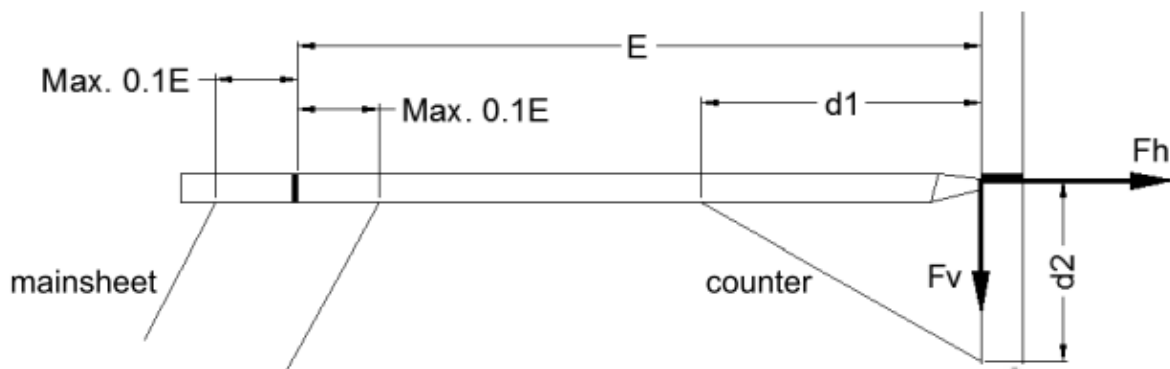 E
Max. 0.1E
Max. 0.1E
d1
Fh
mainsheet
counter
Fv
d2